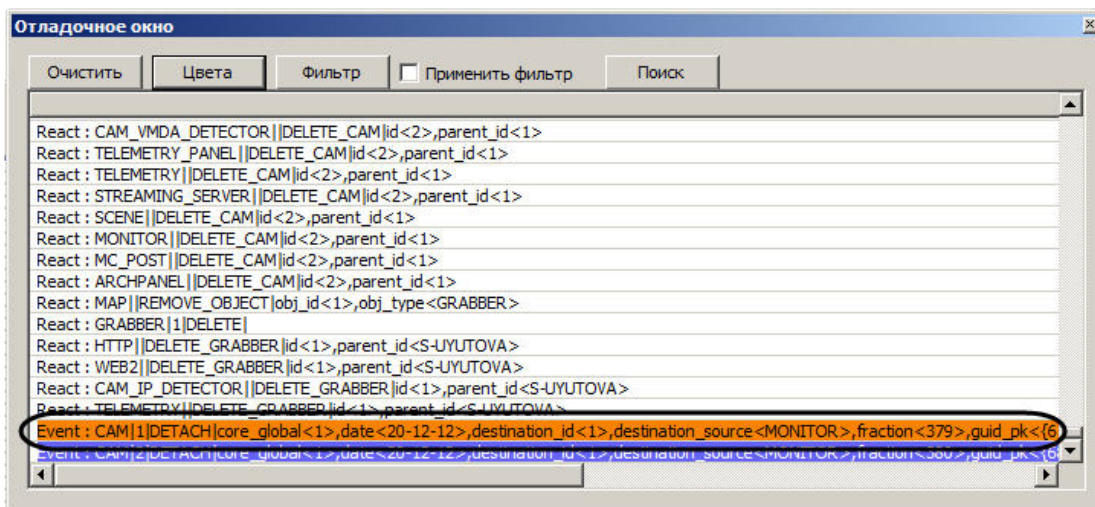 Отладочное окно
Очистить Цвета Фильтр Применить фильтр Поиск
React : CAM_VMDA_DETECTOR||DELETE_CAM|id<2>,parent_id<1>
React : TELEMETRY_PANEL||DELETE_CAM|id<2>,parent_id<1>
React : TELEMETRY||DELETE_CAM|id<2>,parent_id<1>
React : STREAMING_SERVER||DELETE_CAM|id<2>,parent_id<1>
React : SCENE||DELETE_CAM|id<2>,parent_id<1>
React : MONITOR||DELETE_CAM|id<2>,parent_id<1>
React : MC_POST||DELETE_CAM|id<2>,parent_id<1>
React : ARCHPANEL||DELETE_CAM|id<2>,parent_id<1>
React : MAP||REMOVE_OBJECT|obj_id<1>,obj_type<GRABBER>
React : GRABBER|1|DELETE|
React : HTTP||DELETE_GRABBER|id<1>,parent_id<S-UYUTOVA>
React : WEB2||DELETE_GRABBER|id<1>,parent_id<S-UYUTOVA>
React : CAM_IP_DETECTOR||DELETE_GRABBER|id<1>,parent_id<S-UYUTOVA>
React : TELEMETRY||DELETE_GRABBER|id<1>,parent_id<S-UYUTOVA>
Event : CAM|1|DETACH|core_global<1>,date<20-12-12>,destination_id<1>,destination_source<MONITOR>,fraction<379>,guid_pk<{6
Event : CAM|2|DETACH|core_global<1>,date<20-12-12>,destination_id<1>,destination_source<MONITOR>,fraction<380>,guid_pk<{68